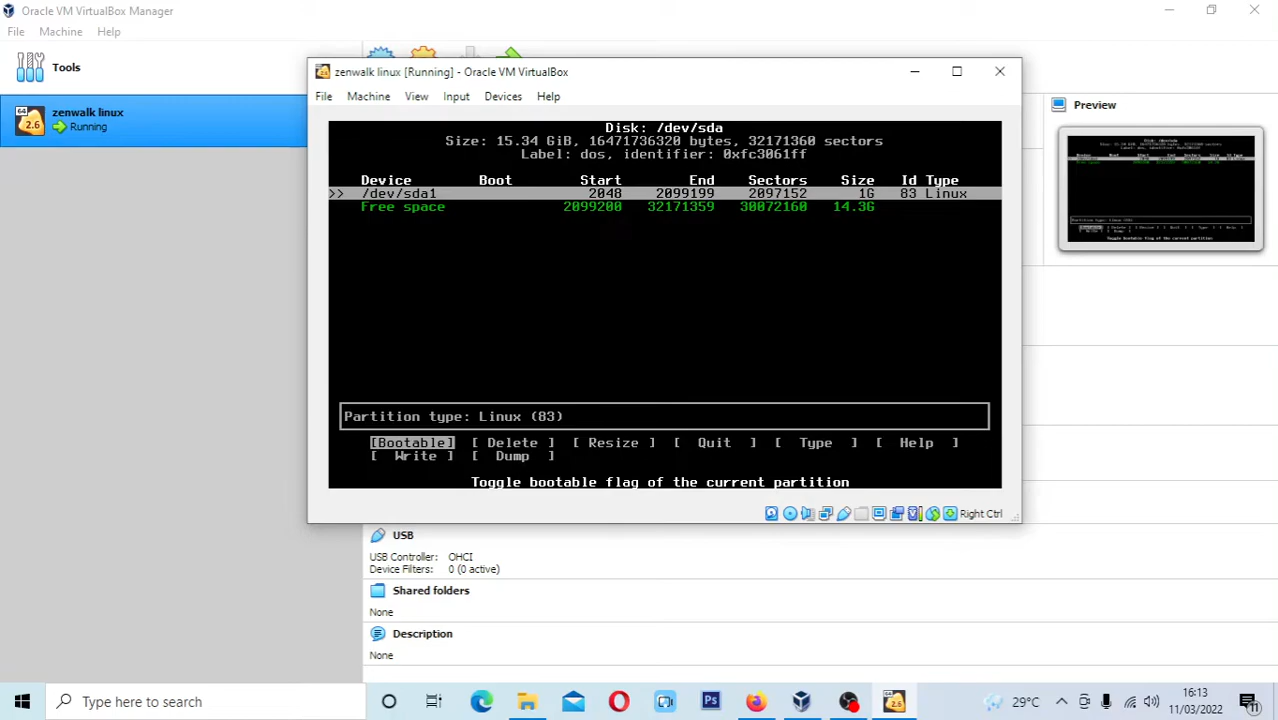 Oracle VM VirtualBox Manager
File Machine Help
Tools
zenwalk linux
Running
64
2.6
zenwalk linux [Running] - Oracle VM VirtualBox
File Machine View Input Devices Help
Disk: /dev/sda
Size: 15.34 GiB, 16471736320 bytes, 32171360 sectors
Label: dos, identifier: 0xfc3061ff
Device Boot Start End Sectors Size Id Type
>> /dev/sda1 2048 2099199 2097152 1G 83 Linux
Free space 2099200 32171359 30072160 14.3G
Partition type: Linux (83)
[Bootable] [ Delete ] [ Resize ] [ Quit ] [ Type ] [ Help ]
[ Write ] [ Dump ]
Toggle bootable flag of the current partition
Right Ctrl
Preview
USB
USB Controller: OHCI
Device Filters: 0 (0 active)
Shared folders
None
Description
None
Type here to search
Ps
29°C
16:13
11/03/2022
11